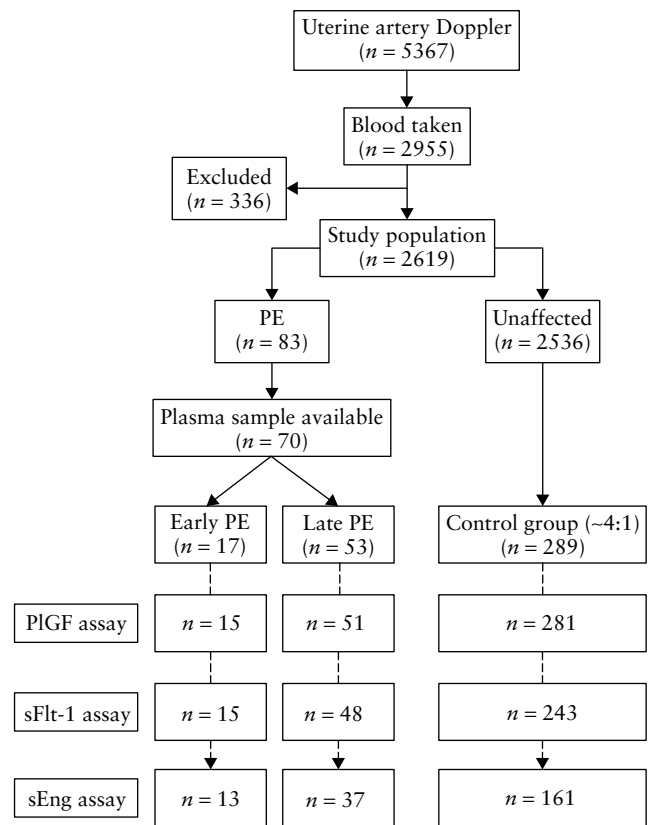 Uterine artery Doppler
(n = 5367)
Blood taken
(n = 2955)
Excluded
(n = 336)
Study population
(n = 2619)
PE
(n = 83)
Unaffected
(n = 2536)
Plasma sample available
(n = 70)
Early PE
(n = 17)
Late PE
(n = 53)
Control group (~4:1)
(n = 289)
PlGF assay
n = 15
n = 51
n = 281
sFlt-1 assay
n = 15
n = 48
n = 243
sEng assay
n = 13
n = 37
n = 161